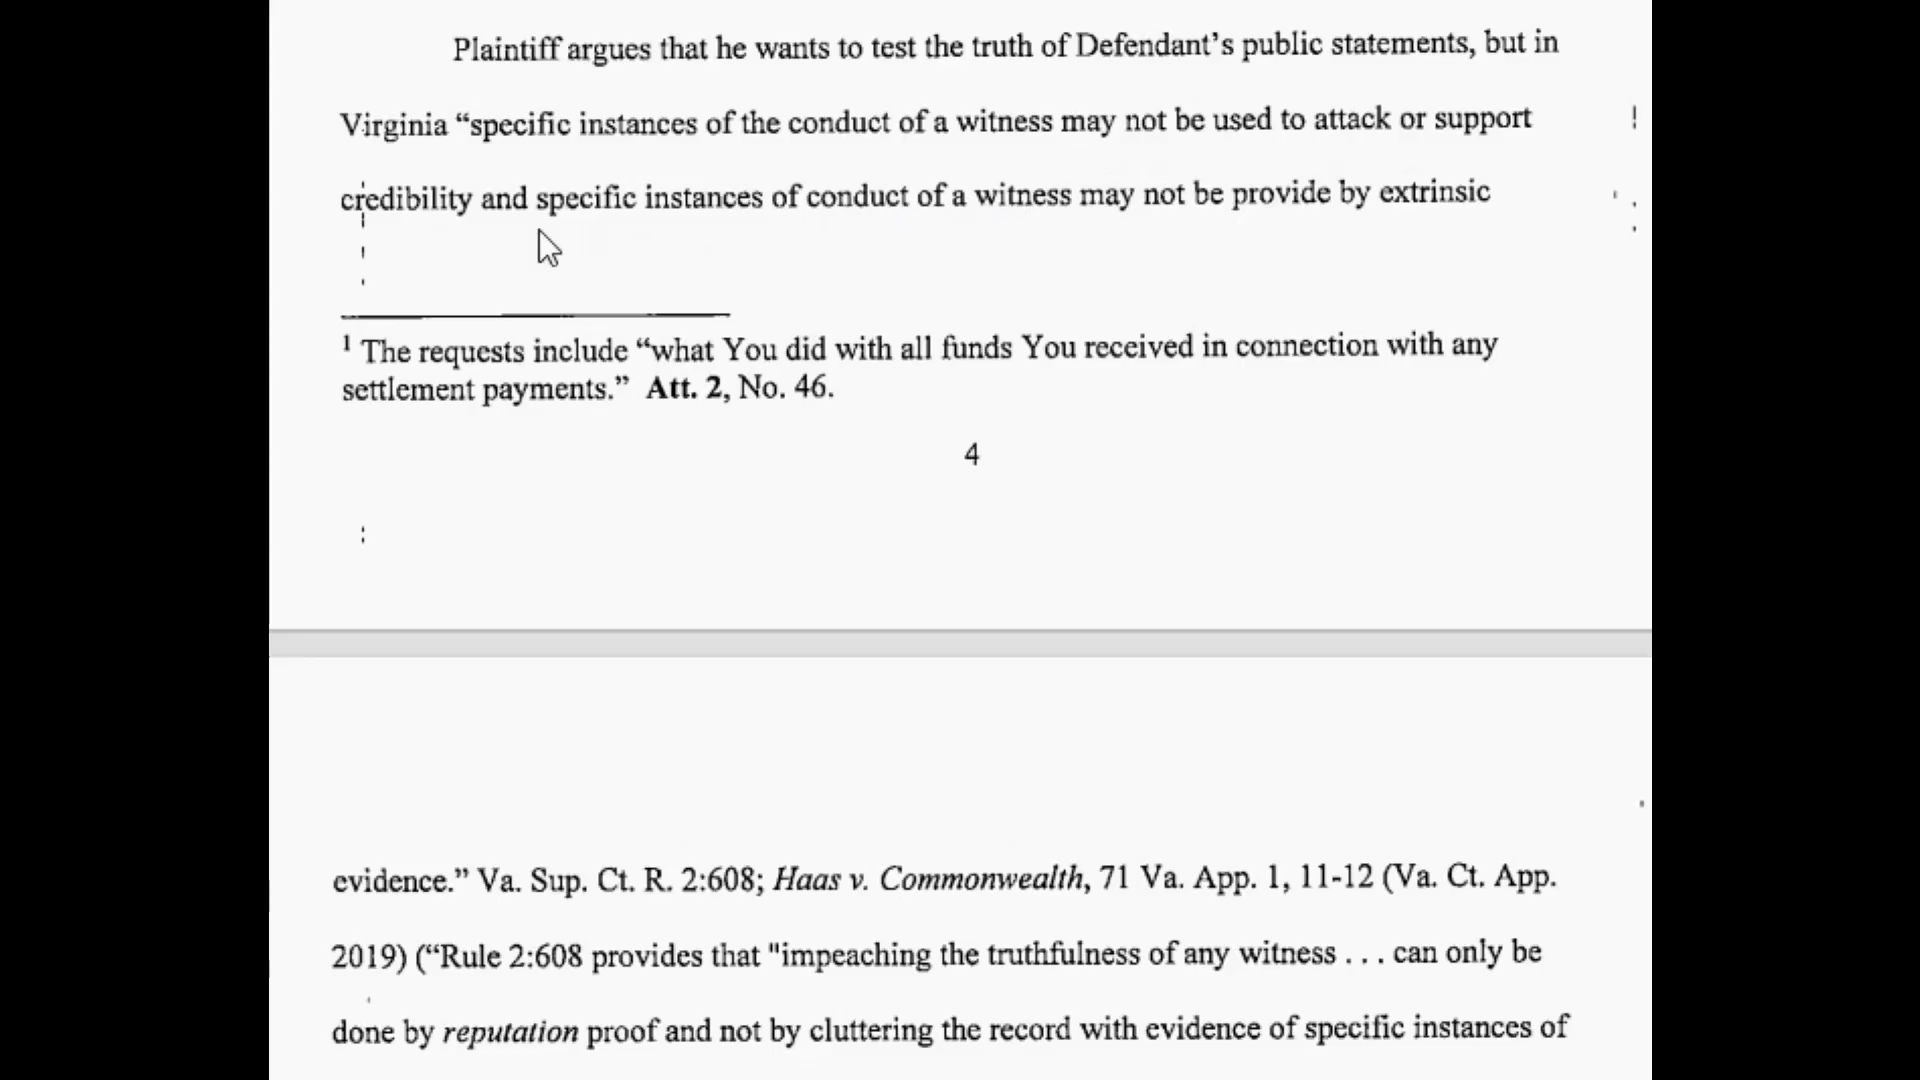 Plaintiff argues that he wants to test the truth of Defendant’s public statements, but in
Virginia “specific instances of the conduct of a witness may not be used to attack or support
credibility and specific instances of conduct of a witness may not be provide by extrinsic
1 The requests include “what You did with all funds You received in connection with any
settlement payments.” Att. 2, No. 46.
4
evidence.” Va. Sup. Ct. R. 2:608; Haas v. Commonwealth, 71 Va. App. 1, 11-12 (Va. Ct. App.
2019) (“Rule 2:608 provides that "impeaching the truthfulness of any witness . . . can only be
done by reputation proof and not by cluttering the record with evidence of specific instances of